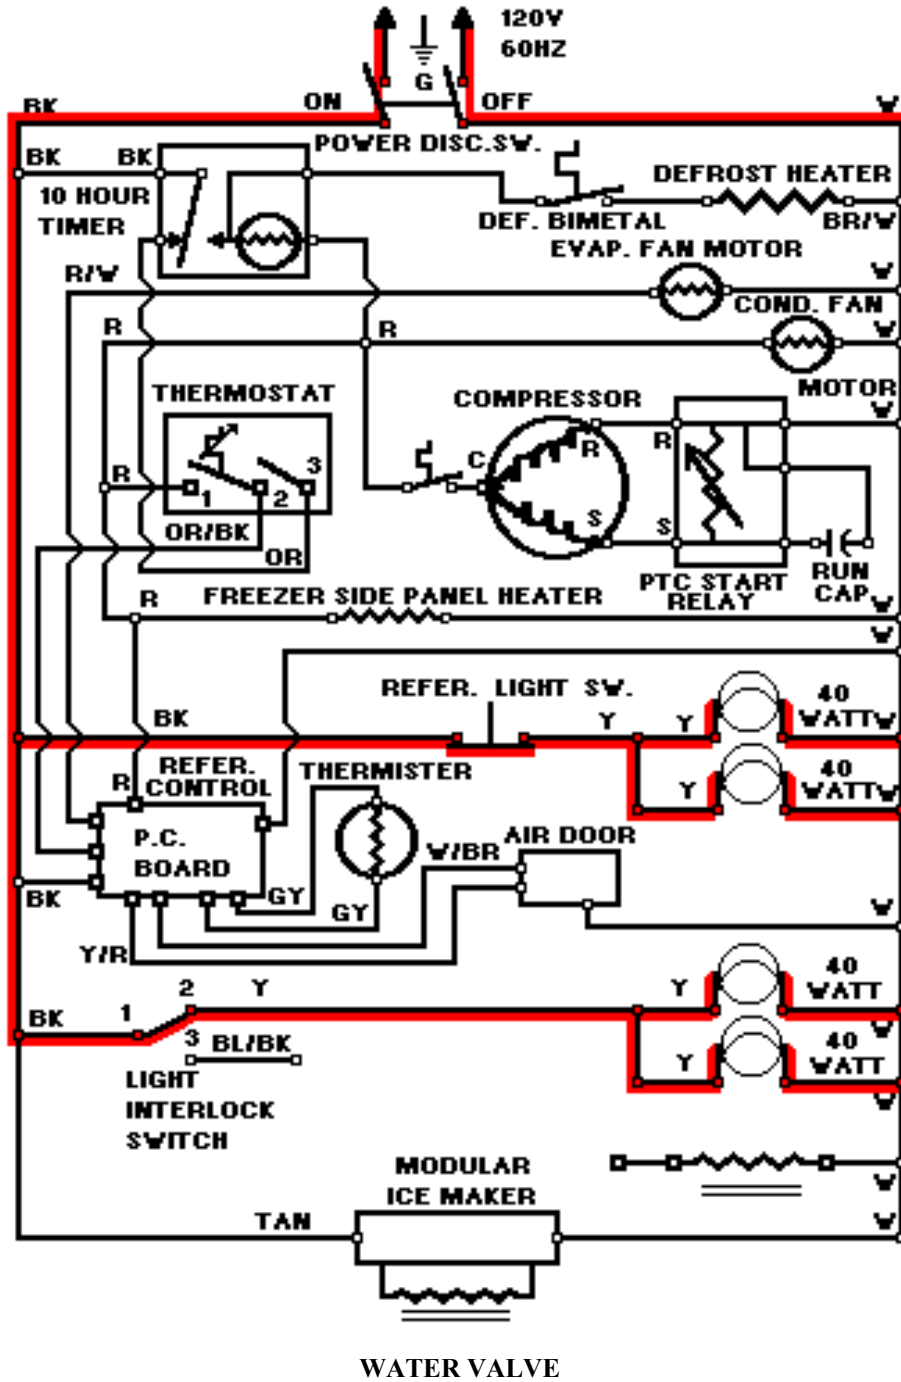 120V
60HZ
G
ON
OFF
BK
W
POWER DISC.SW.
BK
BK
10 HOUR
TIMER
DEFROST HEATER
DEF. BIMETAL
BR/W
EVAP. FAN MOTOR
R/W
W
COND. FAN
R
R
W
MOTOR
THERMOSTAT
COMPRESSOR
W
R
R
C
3
R
1
2
S
S
OR/BK
OR
PTC START
RELAY
RUN
CAP
R
FREEZER SIDE PANEL HEATER
W
W
REFER. LIGHT SW.
BK
Y
Y
40
WATT
W
REFER.
CONTROL
THERMISTER
R
Y
40
WATT
W
P.C.
BOARD
AIR DOOR
W/BR
BK
GY
GY
W
Y/R
2
Y
Y
40
WATT
BK
1
W
3
BL/BK
Y
40
WATT
LIGHT
INTERLOCK
SWITCH
W
MODULAR
ICE MAKER
W
TAN
W
WATER VALVE